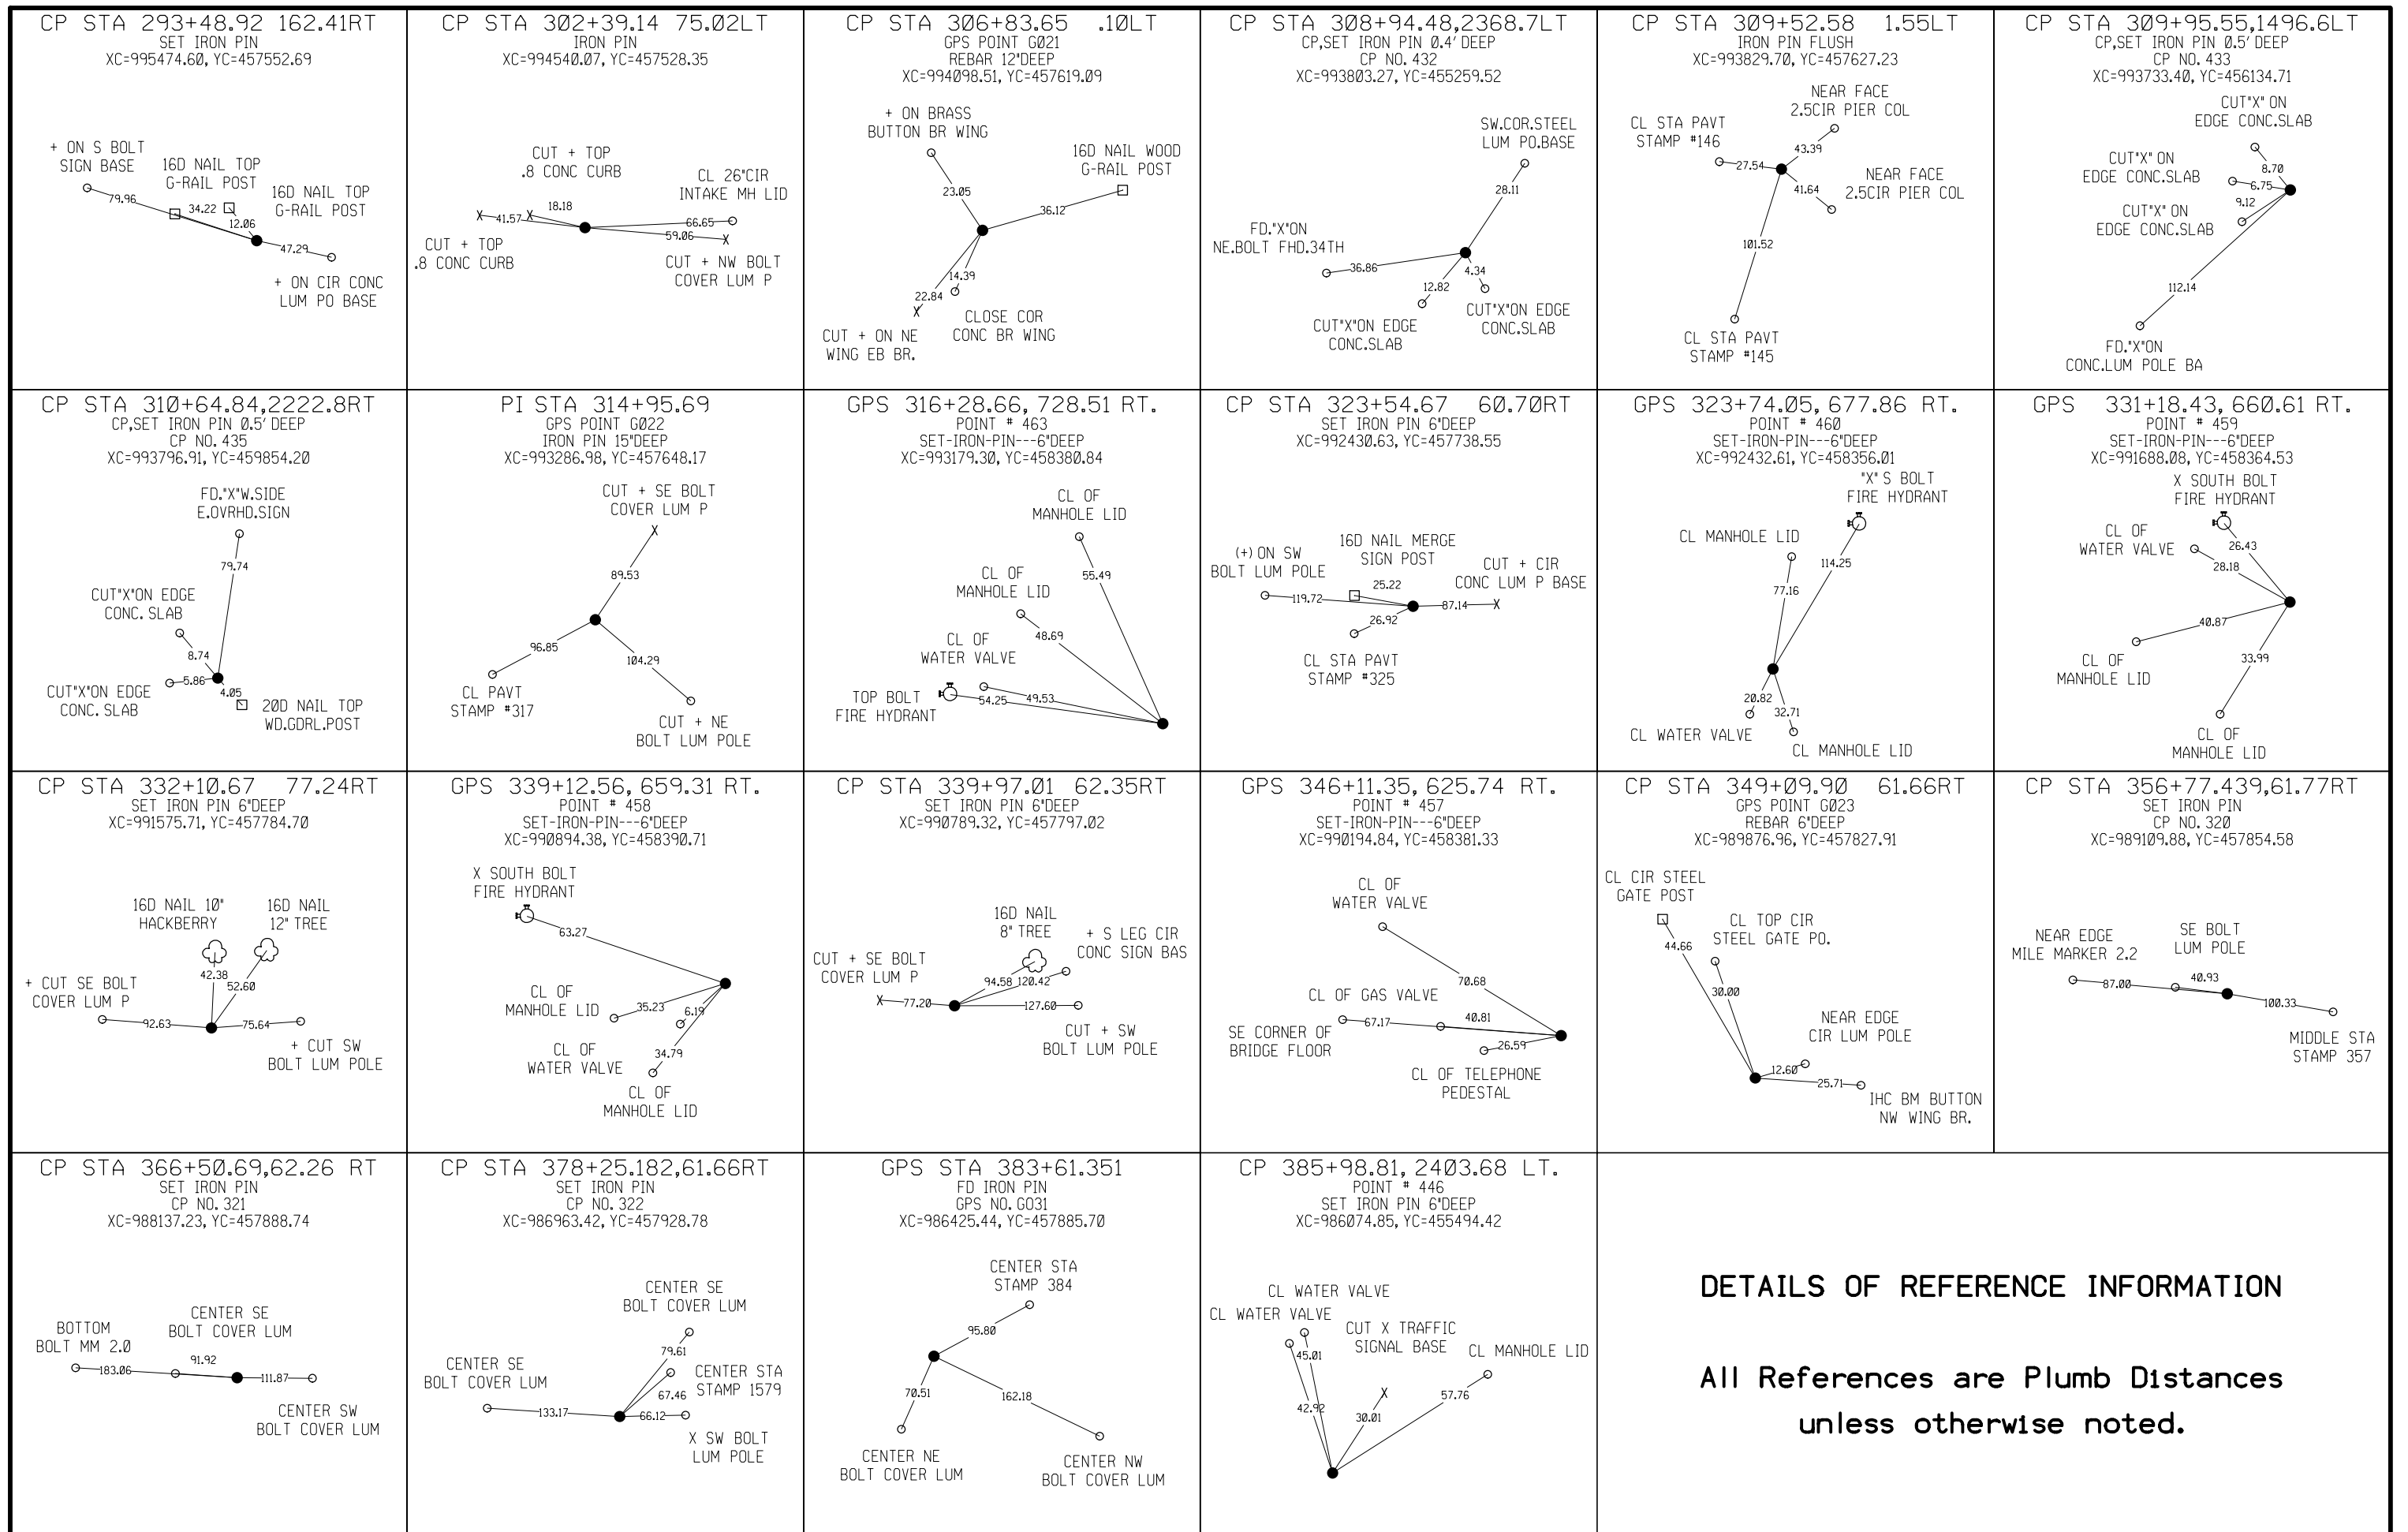 CP STA 293+48.92 162.41RT
SET IRON PIN
XC=995474.60, YC=457552.69
+ ON S BOLT
SIGN BASE
16D NAIL TOP
G-RAIL POST
16D NAIL TOP
G-RAIL POST
79.96
34.22
12.06
47.29
+ ON CIR CONC
LUM PO BASE
CP STA 302+39.14 75.02LT
IRON PIN
XC=994540.07, YC=457528.35
CUT + TOP
.8 CONC CURB
CL 26"CIR
INTAKE MH LID
18.18
41.57
66.65
59.06
CUT + TOP
.8 CONC CURB
CUT + NW BOLT
COVER LUM P
CP STA 306+83.65 .10LT
GPS POINT G021
REBAR 12"DEEP
XC=994098.51, YC=457619.09
+ ON BRASS
BUTTON BR WING
16D NAIL WOOD
G-RAIL POST
23.05
36.12
14.39
22.84
CLOSE COR
CONC BR WING
CUT + ON NE
WING EB BR.
CP STA 308+94.48,2368.7LT
CP,SET IRON PIN 0.4' DEEP
CP NO. 432
XC=993803.27, YC=455259.52
SW.COR.STEEL
LUM PO.BASE
28.11
FD."X"ON
NE.BOLT FHD.34TH
36.86
4.34
12.82
CUT"X"ON EDGE
CONC.SLAB
CUT"X"ON EDGE
CONC.SLAB
CP STA 309+52.58 1.55LT
IRON PIN FLUSH
XC=993829.70, YC=457627.23
NEAR FACE
2.5CIR PIER COL
CL STA PAVT
STAMP #146
43.39
27.54
NEAR FACE
2.5CIR PIER COL
41.64
101.52
CL STA PAVT
STAMP #145
CP STA 309+95.55,1496.6LT
CP,SET IRON PIN 0.5' DEEP
CP NO. 433
XC=993733.40, YC=456134.71
CUT"X" ON
EDGE CONC.SLAB
CUT"X" ON
EDGE CONC.SLAB
8.70
6.75
9.12
CUT"X" ON
EDGE CONC.SLAB
112.14
FD."X"ON
CONC.LUM POLE BA
CP STA 310+64.84,2222.8RT
CP,SET IRON PIN 0.5' DEEP
CP NO. 435
XC=993796.91, YC=459854.20
FD."X"W.SIDE
E.OVRHD.SIGN
79.74
CUT"X"ON EDGE
CONC. SLAB
8.74
5.86
4.05
CUT"X"ON EDGE
CONC. SLAB
20D NAIL TOP
WD.GDRL.POST
PI STA 314+95.69
GPS POINT G022
IRON PIN 15"DEEP
XC=993286.98, YC=457648.17
CUT + SE BOLT
COVER LUM P
89.53
96.85
104.29
CL PAVT
STAMP #317
CUT + NE
BOLT LUM POLE
GPS 316+28.66, 728.51 RT.
POINT # 463
SET-IRON-PIN---6"DEEP
XC=993179.30, YC=458380.84
CL OF
MANHOLE LID
55.49
CL OF
MANHOLE LID
48.69
CL OF
WATER VALVE
49.53
54.25
TOP BOLT
FIRE HYDRANT
CP STA 323+54.67 60.70RT
SET IRON PIN 6"DEEP
XC=992430.63, YC=457738.55
(+) ON SW
BOLT LUM POLE
16D NAIL MERGE
SIGN POST
CUT + CIR
CONC LUM P BASE
25.22
119.72
87.14
26.92
CL STA PAVT
STAMP #325
GPS 323+74.05, 677.86 RT.
POINT # 460
SET-IRON-PIN---6"DEEP
XC=992432.61, YC=458356.01
"X" S BOLT
FIRE HYDRANT
CL MANHOLE LID
114.25
77.16
20.82
32.71
CL WATER VALVE
CL MANHOLE LID
GPS 331+18.43, 660.61 RT.
POINT # 459
SET-IRON-PIN---6"DEEP
XC=991688.08, YC=458364.53
X SOUTH BOLT
FIRE HYDRANT
CL OF
WATER VALVE
26.43
28.18
40.87
33.99
CL OF
MANHOLE LID
CL OF
MANHOLE LID
CP STA 332+10.67 77.24RT
SET IRON PIN 6"DEEP
XC=991575.71, YC=457784.70
16D NAIL 10"
HACKBERRY
16D NAIL
12" TREE
42.38
52.60
+ CUT SE BOLT
COVER LUM P
92.63
75.64
+ CUT SW
BOLT LUM POLE
GPS 339+12.56, 659.31 RT.
POINT # 458
SET-IRON-PIN---6"DEEP
XC=990894.38, YC=458390.71
X SOUTH BOLT
FIRE HYDRANT
63.27
CL OF
MANHOLE LID
35.23
6.19
CL OF
WATER VALVE
34.79
CL OF
MANHOLE LID
CP STA 339+97.01 62.35RT
SET IRON PIN 6"DEEP
XC=990789.32, YC=457797.02
16D NAIL
8" TREE
+ S LEG CIR
CONC SIGN BAS
CUT + SE BOLT
COVER LUM P
94.58
120.42
77.20
127.60
CUT + SW
BOLT LUM POLE
GPS 346+11.35, 625.74 RT.
POINT # 457
SET-IRON-PIN---6"DEEP
XC=990194.84, YC=458381.33
CL OF
WATER VALVE
70.68
CL OF GAS VALVE
67.17
40.81
SE CORNER OF
BRIDGE FLOOR
26.59
CL OF TELEPHONE
PEDESTAL
CP STA 349+09.90 61.66RT
GPS POINT G023
REBAR 6"DEEP
XC=989876.96, YC=457827.91
CL CIR STEEL
GATE POST
CL TOP CIR
STEEL GATE PO.
44.66
30.00
NEAR EDGE
CIR LUM POLE
12.60
25.71
IHC BM BUTTON
NW WING BR.
CP STA 356+77.439,61.77RT
SET IRON PIN
CP NO. 320
XC=989109.88, YC=457854.58
NEAR EDGE
MILE MARKER 2.2
SE BOLT
LUM POLE
87.00
40.93
100.33
MIDDLE STA
STAMP 357
CP STA 366+50.69,62.26 RT
SET IRON PIN
CP NO. 321
XC=988137.23, YC=457888.74
CENTER SE
BOLT COVER LUM
BOTTOM
BOLT MM 2.0
91.92
183.06
111.87
CENTER SW
BOLT COVER LUM
CP STA 378+25.182,61.66RT
SET IRON PIN
CP NO. 322
XC=986963.42, YC=457928.78
CENTER SE
BOLT COVER LUM
79.61
CENTER SE
BOLT COVER LUM
CENTER STA
STAMP 1579
67.46
133.17
66.12
X SW BOLT
LUM POLE
GPS STA 383+61.351
FD IRON PIN
GPS NO. G031
XC=986425.44, YC=457885.70
CENTER STA
STAMP 384
95.80
70.51
162.18
CENTER NE
BOLT COVER LUM
CENTER NW
BOLT COVER LUM
CP 385+98.81, 2403.68 LT.
POINT # 446
SET IRON PIN 6"DEEP
XC=986074.85, YC=455494.42
CL WATER VALVE
CL WATER VALVE
CUT X TRAFFIC
SIGNAL BASE
CL MANHOLE LID
45.01
42.92
30.01
57.76
DETAILS OF REFERENCE INFORMATION
All References are Plumb Distances
unless otherwise noted.